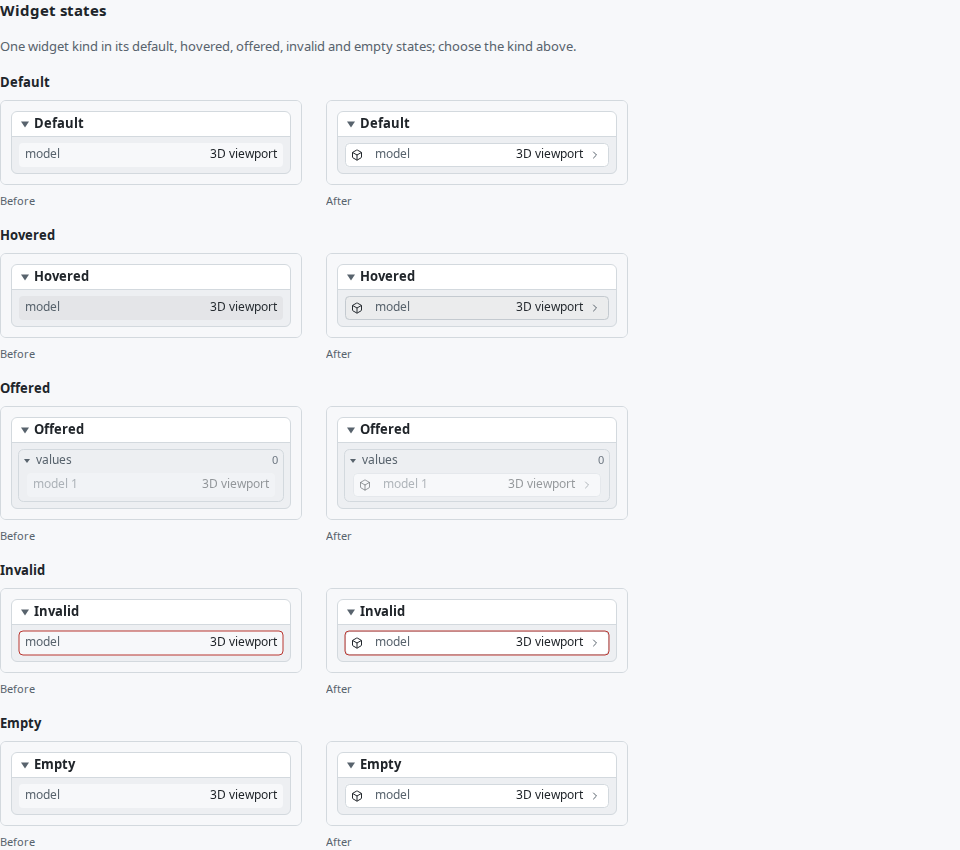 Widget states
One widget kind in its default, hovered, offered, invalid and empty states; choose the kind above.
Default
Default
model 3D viewport
Before
Default
model 3D viewport
After
Hovered
Hovered
model 3D viewport
Before
Hovered
model 3D viewport
After
Offered
Offered
values 0
model 1 3D viewport
Before
Offered
values 0
model 1 3D viewport
After
Invalid
Invalid
model 3D viewport
Before
Invalid
model 3D viewport
After
Empty
Empty
model 3D viewport
Before
Empty
model 3D viewport
After